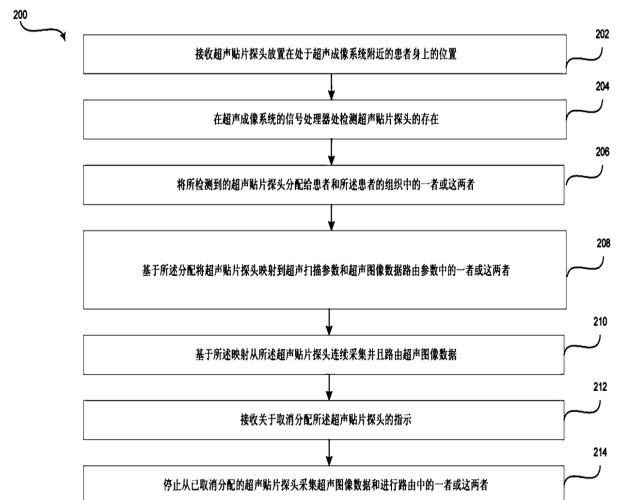 200
接收超声贴片探头放置在处于超声成像系统附近的患者身上的位置
202
在超声成像系统的信号处理器处检测超声贴片探头的存在
204
将所检测到的超声贴片探头分配给患者和所述患者的组织中的一者或这两者
206
基于所述分配将超声贴片探头映射到超声扫描参数和超声图像数据路由参数中的一者或这两者
208
基于所述映射从所述超声贴片探头连续采集并且路由超声图像数据
210
接收关于取消分配所述超声贴片探头的指示
212
停止从已取消分配的超声贴片探头采集超声图像数据和进行路由中的一者或这两者
214